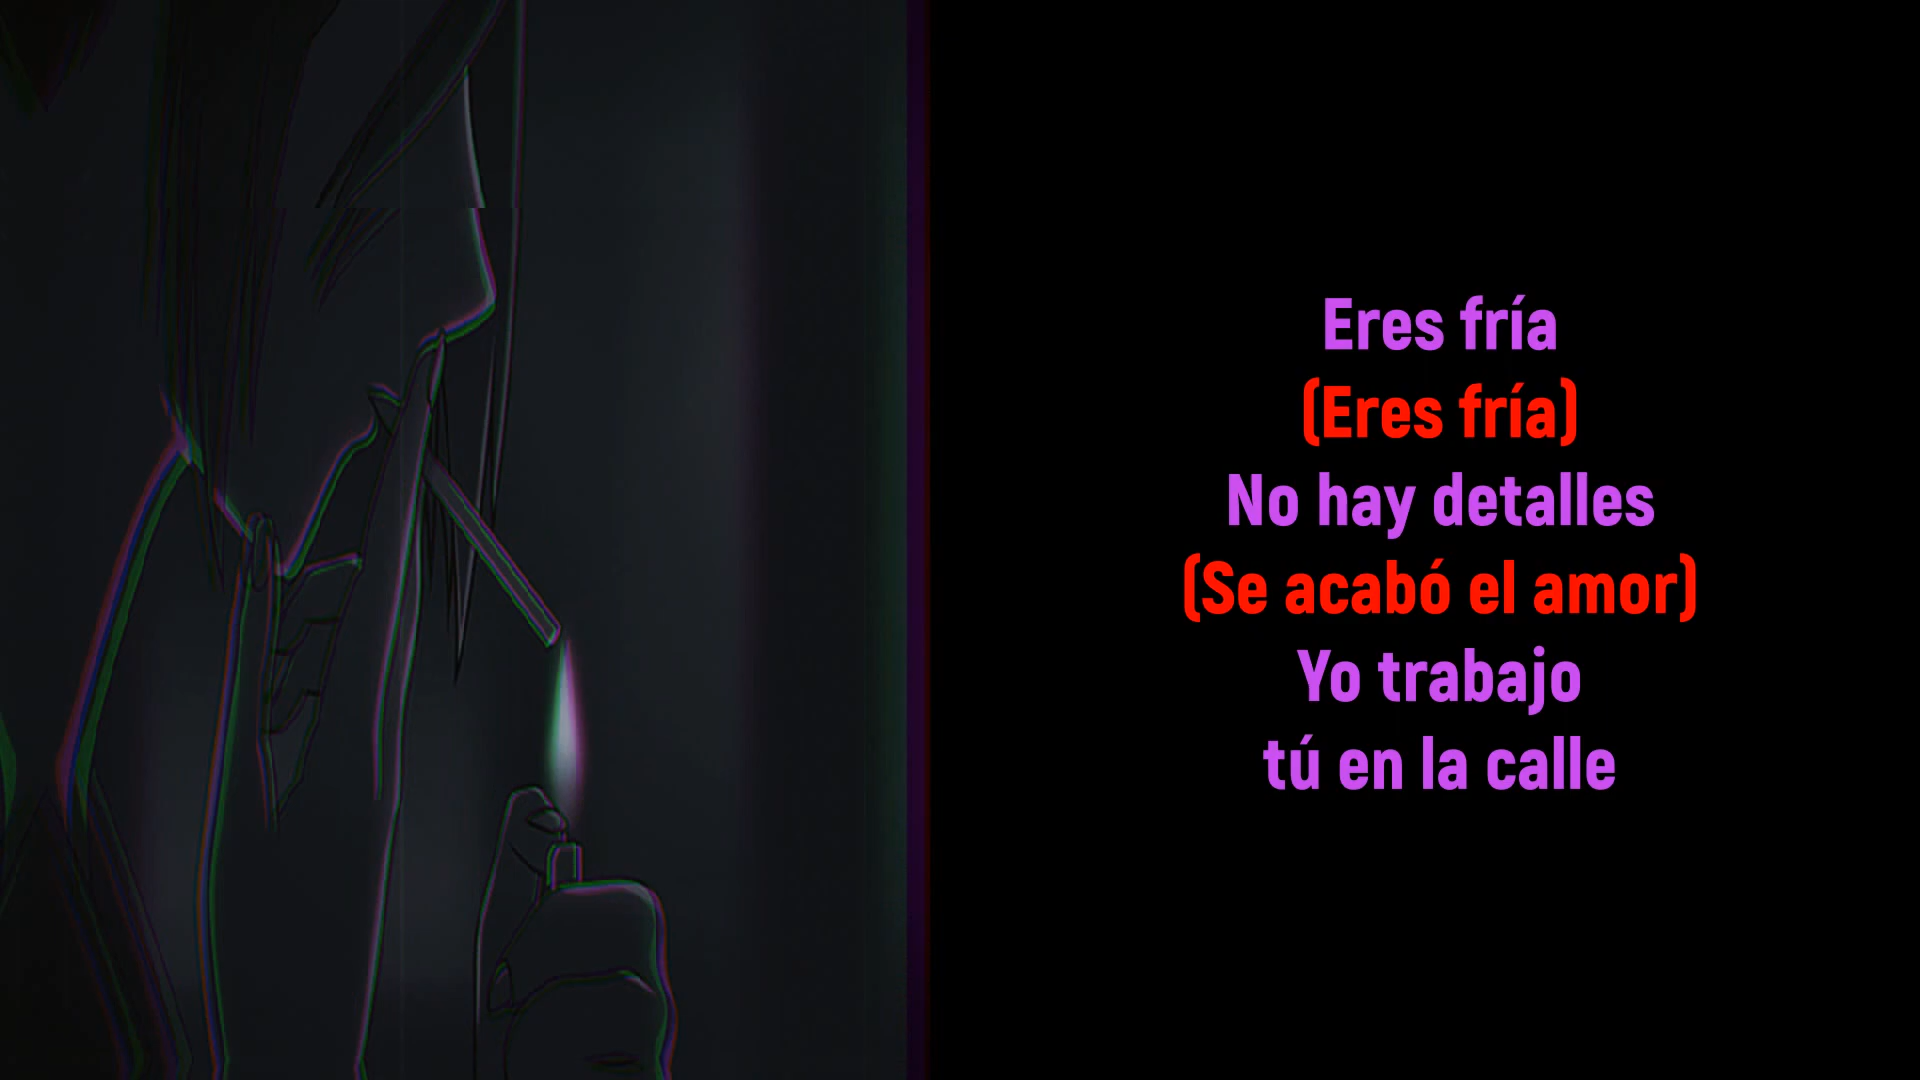 Eres fría
(Eres fría)
No hay detalles
(Se acabó el amor)
Yo trabajo
tú en la calle